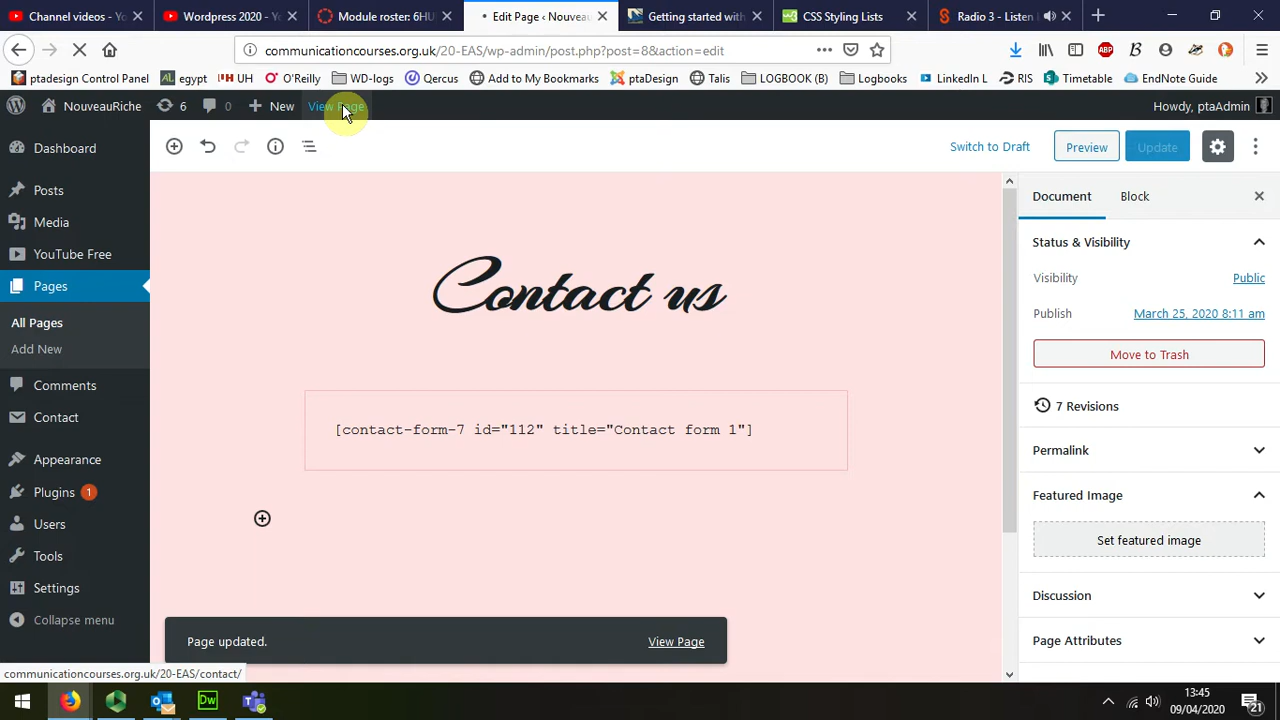 Channel videos - Y
Wordpress 2020 - V
Module roster: 6HU
Edit Page ‹ Nouveau
Getting started with
CSS Styling Lists
Radio 3 - Listen L
communicationcourses.org.uk/20-EAS/wp-admin/post.php?post=8&action=edit
ptadesign Control Panel
egypt
UH
O'Reilly
WD-logs
Qercus
Add to My Bookmarks
ptaDesign
Talis
LOGBOOK (B)
Logbooks
LinkedIn L
RIS
Timetable
EndNote Guide
NouveauRiche
6
0
New
View Page
Howdy, ptaAdmin
Dashboard
Posts
Media
YouTube Free
Pages
All Pages
Add New
Comments
Contact
Appearance
Plugins 1
Users
Tools
Settings
Collapse menu
Switch to Draft
Preview
Update
Contact us
[contact-form-7 id="112" title="Contact form 1"]
Page updated.
View Page
Document
Block
Status & Visibility
Visibility
Public
Publish
March 25, 2020 8:11 am
Move to Trash
7 Revisions
Permalink
Featured Image
Set featured image
Discussion
Page Attributes
communicationcourses.org.uk/20-EAS/contact/
Dw
13:45
09/04/2020
21